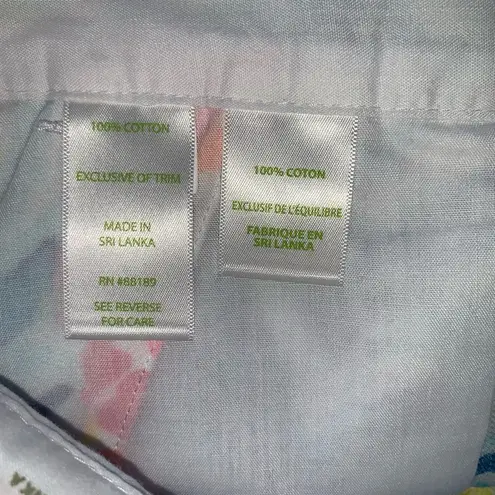 100% COTTON
EXCLUSIVE OF TRIM
MADE IN
SRI LANKA
RN #88189
SEE REVERSE
FOR CARE
100% COTON
EXCLUSIF DE L'ÉQUILIBRE
FABRIQUE EN
SRI LANKA